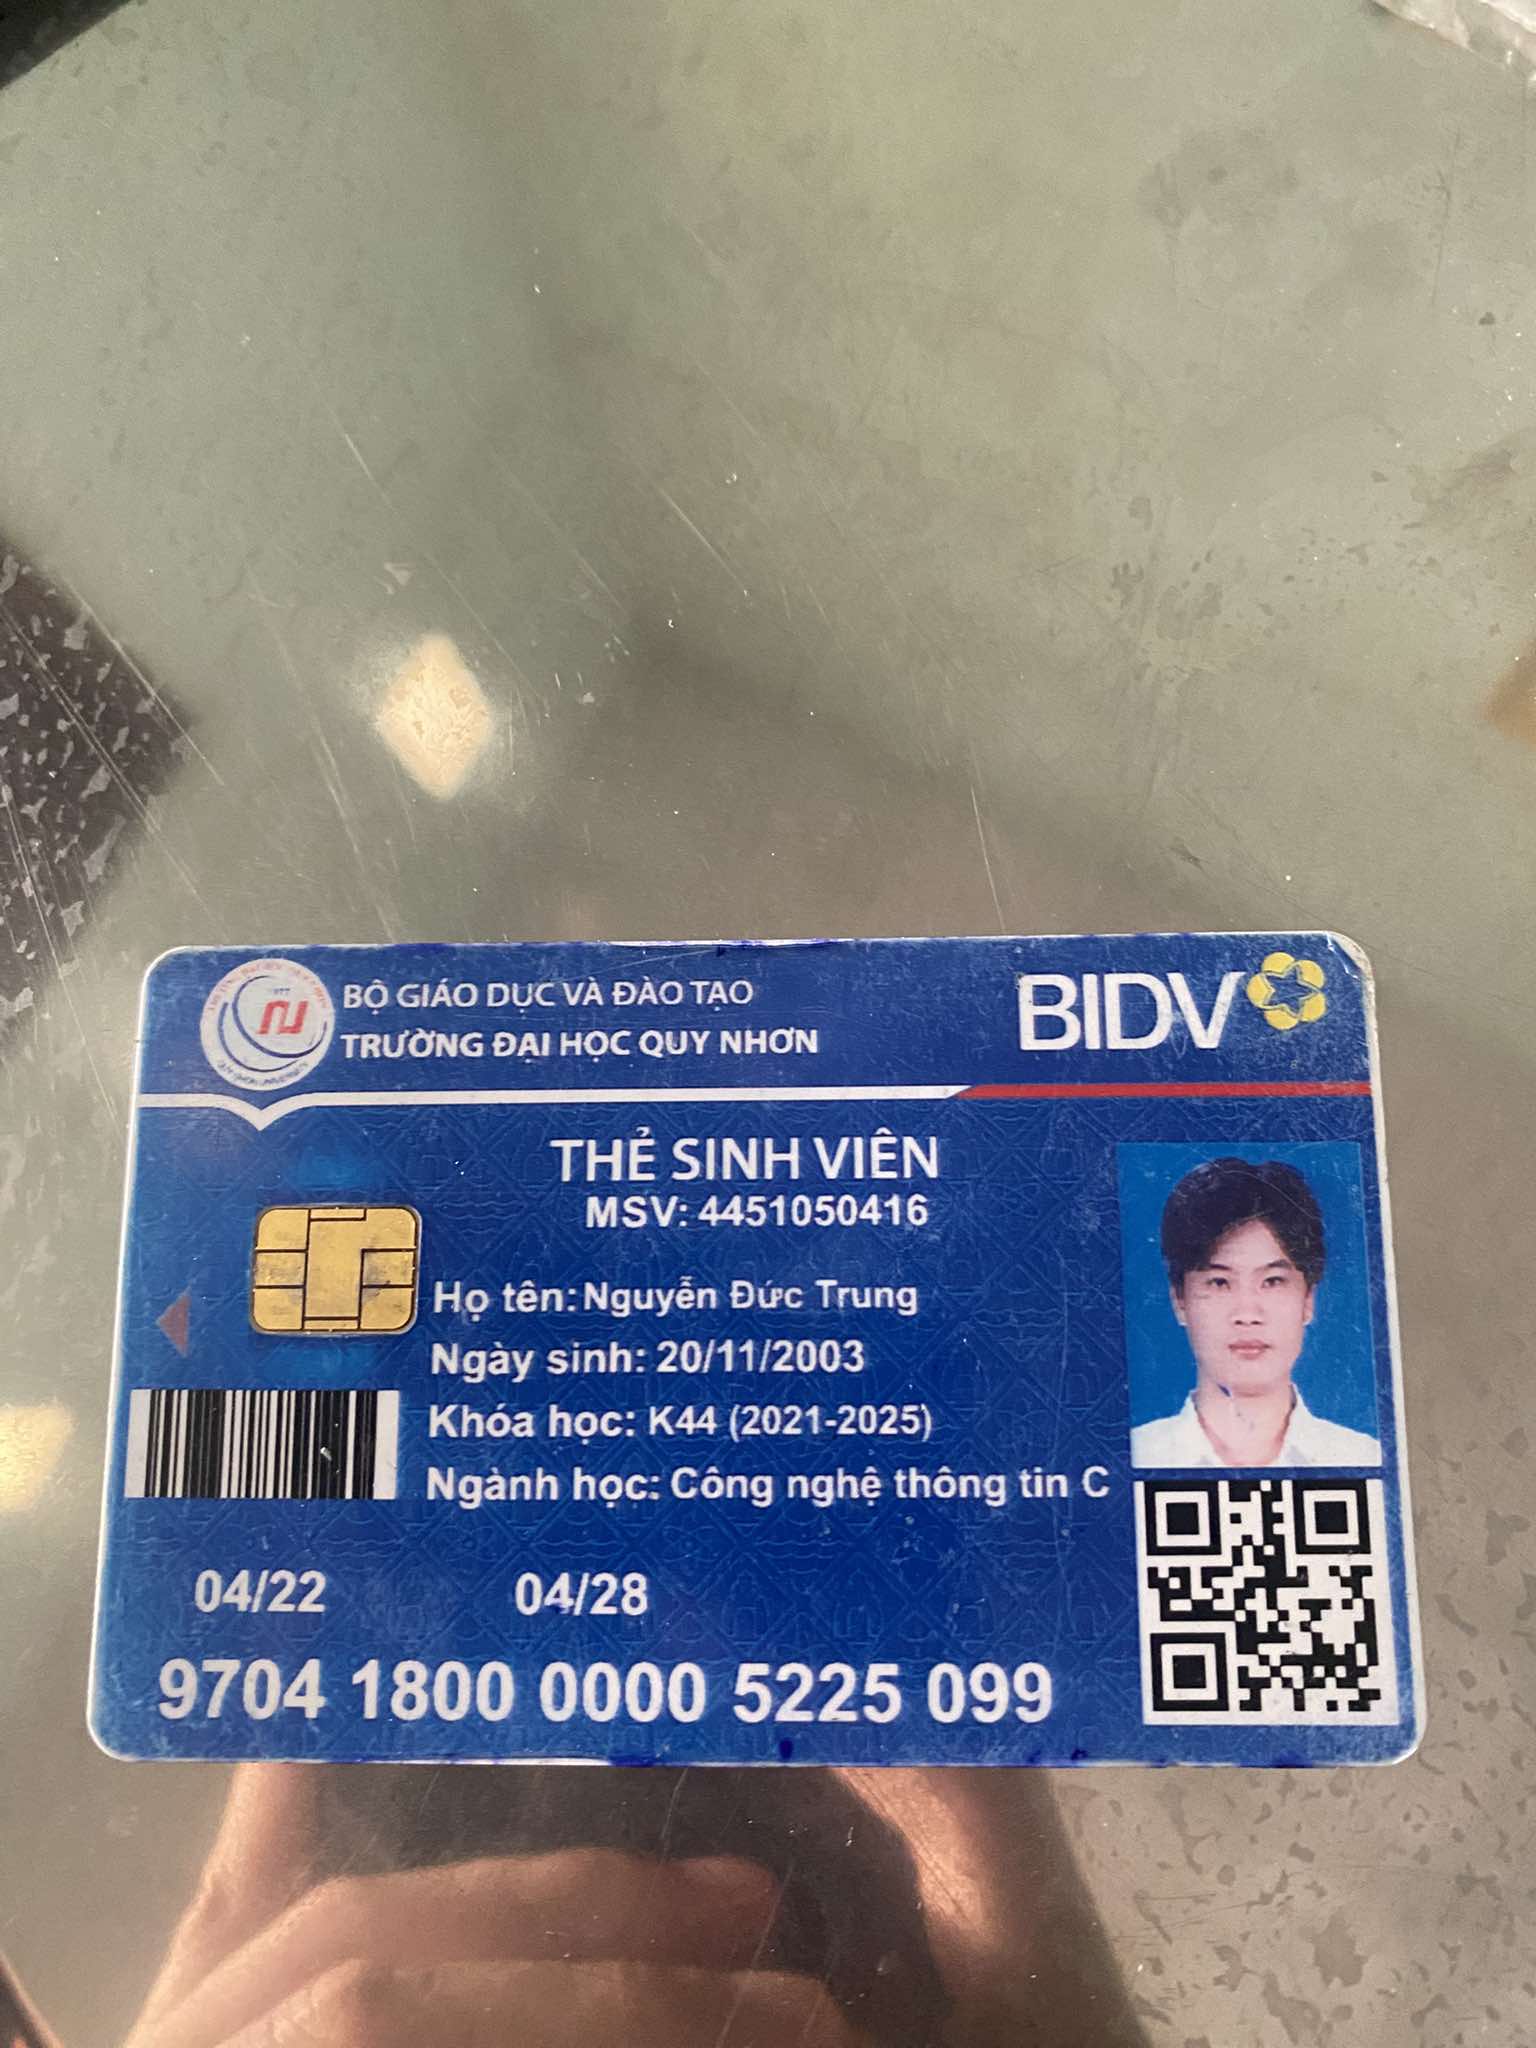 BỘ GIÁO DỤC VÀ ĐÀO TẠO
TRƯỜNG ĐẠI HỌC QUY NHƠN
BIDV
THẺ SINH VIÊN
MSV: 4451050416
Họ tên: Nguyễn Đức Trung
Ngày sinh: 20/11/2003
Khóa học: K44 (2021-2025)
Ngành học: Công nghệ thông tin C
04/22 04/28
9704 1800 0000 5225 099